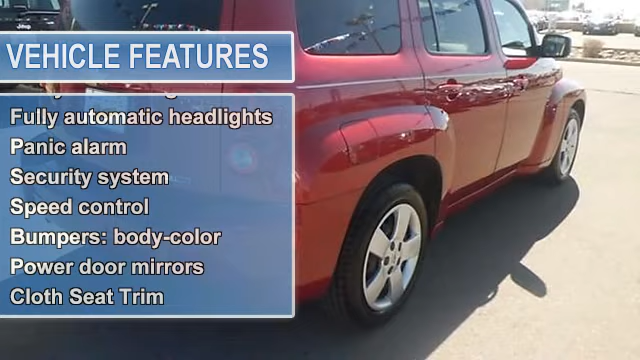 VEHICLE FEATURES
Fully automatic headlights
Panic alarm
Security system
Speed control
Bumpers: body-color
Power door mirrors
Cloth Seat Trim